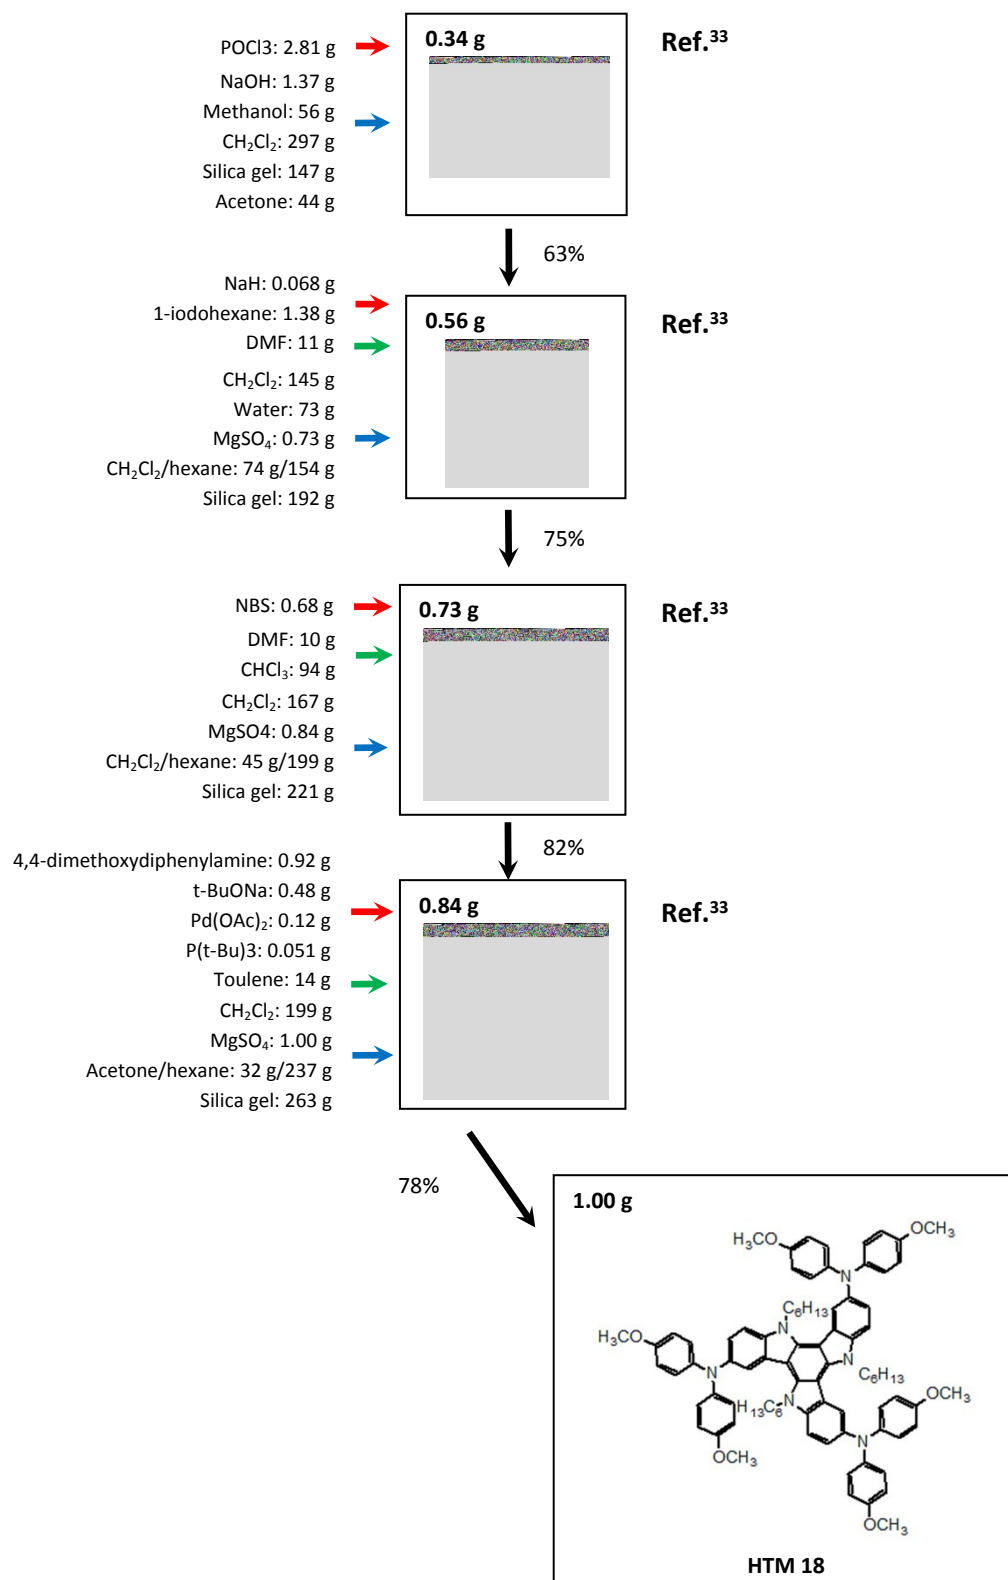 POCl3: 2.81 g
NaOH: 1.37 g
Methanol: 56 g
CH₂Cl₂: 297 g
Silica gel: 147 g
Acetone: 44 g
0.34 g
Ref.³³
63%
NaH: 0.068 g
1-iodohexane: 1.38 g
DMF: 11 g
CH₂Cl₂: 145 g
Water: 73 g
MgSO₄: 0.73 g
CH₂Cl₂/hexane: 74 g/154 g
Silica gel: 192 g
0.56 g
Ref.³³
75%
NBS: 0.68 g
DMF: 10 g
CHCl₃: 94 g
CH₂Cl₂: 167 g
MgSO4: 0.84 g
CH₂Cl₂/hexane: 45 g/199 g
Silica gel: 221 g
0.73 g
Ref.³³
82%
4,4-dimethoxydiphenylamine: 0.92 g
t-BuONa: 0.48 g
Pd(OAc)₂: 0.12 g
P(t-Bu)3: 0.051 g
Toulene: 14 g
CH₂Cl₂: 199 g
MgSO₄: 1.00 g
Acetone/hexane: 32 g/237 g
Silica gel: 263 g
0.84 g
Ref.³³
78%
1.00 g
H₃CO
OCH₃
N
C₆H₁₃
N
H₃CO
N
N
C₆H₁₃
H₁₃C₆
N
OCH₃
N
OCH₃
OCH₃
HTM 18